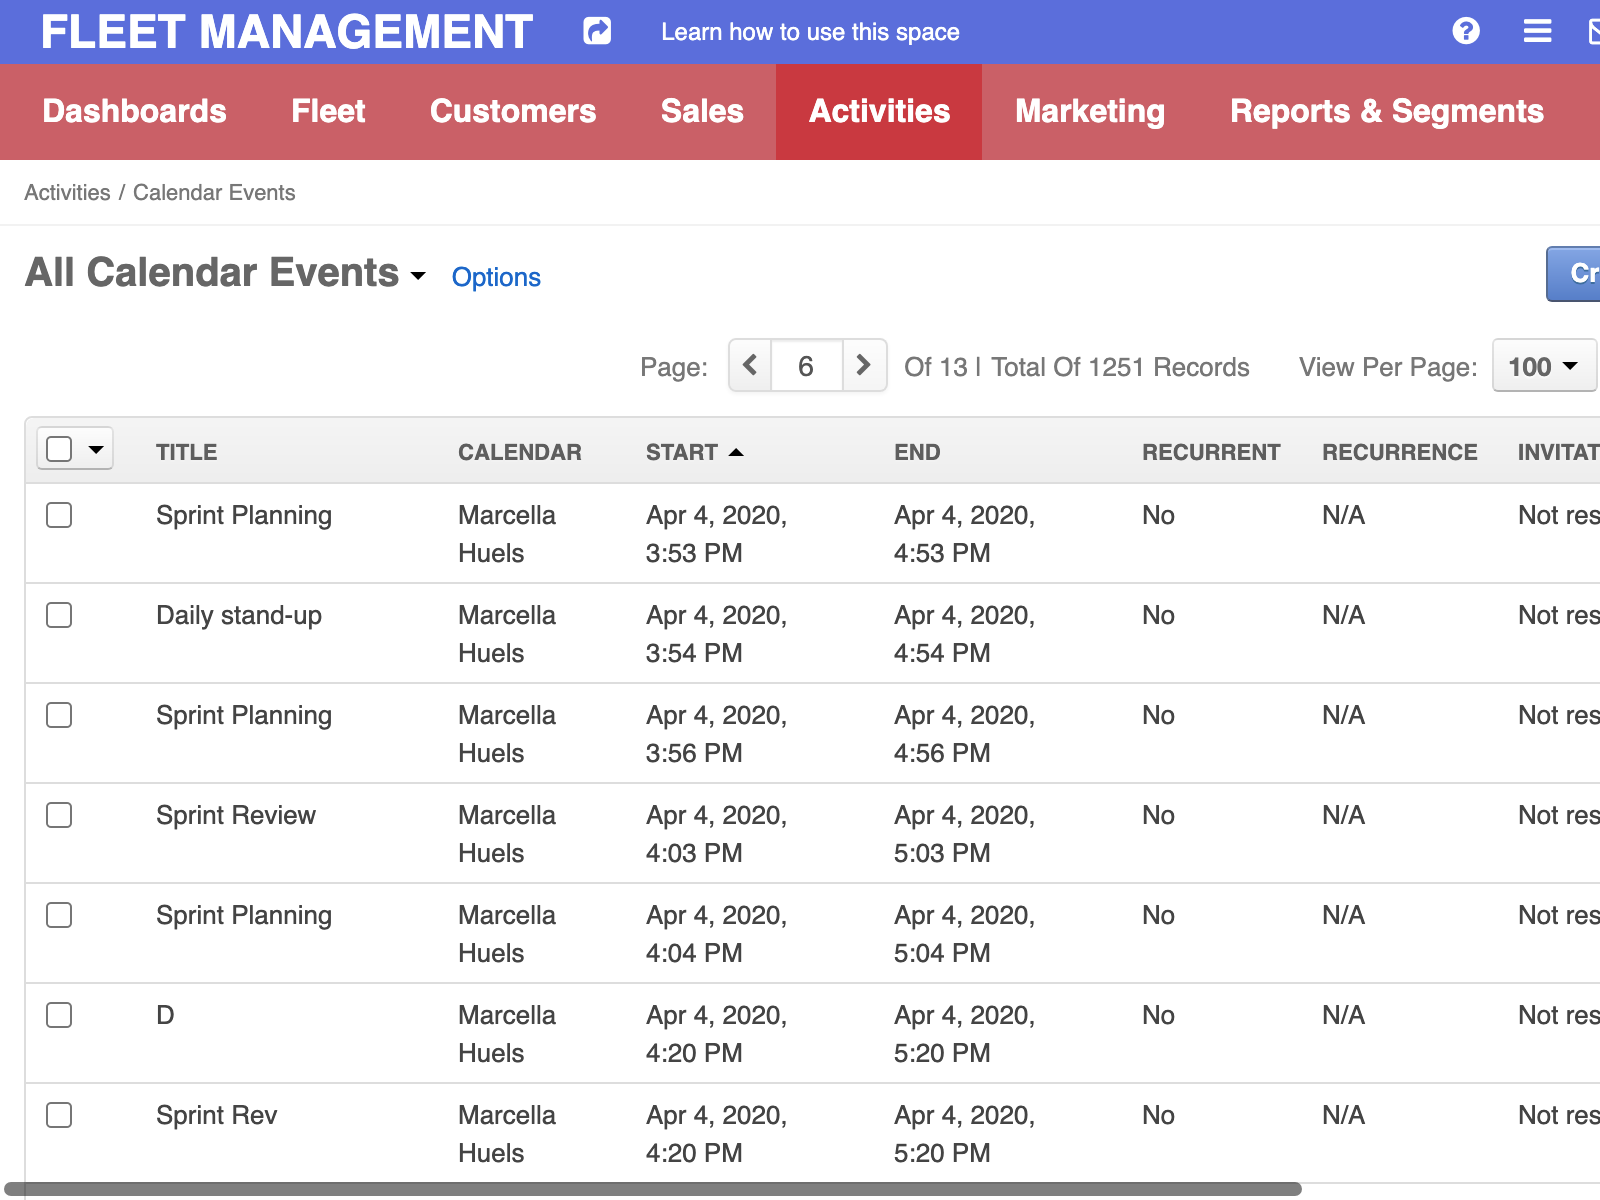 FLEET MANAGEMENT Learn how to use this space
Dashboards Fleet Customers Sales Activities Marketing Reports & Segments
Activities / Calendar Events
All Calendar Events Options Cr
Page: 6 Of 13 | Total Of 1251 Records View Per Page: 100
TITLE CALENDAR START END RECURRENT RECURRENCE INVITAT
Sprint Planning Marcella Apr 4, 2020, Apr 4, 2020, No N/A Not res
Huels 3:53 PM 4:53 PM
Daily stand-up Marcella Apr 4, 2020, Apr 4, 2020, No N/A Not res
Huels 3:54 PM 4:54 PM
Sprint Planning Marcella Apr 4, 2020, Apr 4, 2020, No N/A Not res
Huels 3:56 PM 4:56 PM
Sprint Review Marcella Apr 4, 2020, Apr 4, 2020, No N/A Not res
Huels 4:03 PM 5:03 PM
Sprint Planning Marcella Apr 4, 2020, Apr 4, 2020, No N/A Not res
Huels 4:04 PM 5:04 PM
D Marcella Apr 4, 2020, Apr 4, 2020, No N/A Not res
Huels 4:20 PM 5:20 PM
Sprint Rev Marcella Apr 4, 2020, Apr 4, 2020, No N/A Not res
Huels 4:20 PM 5:20 PM